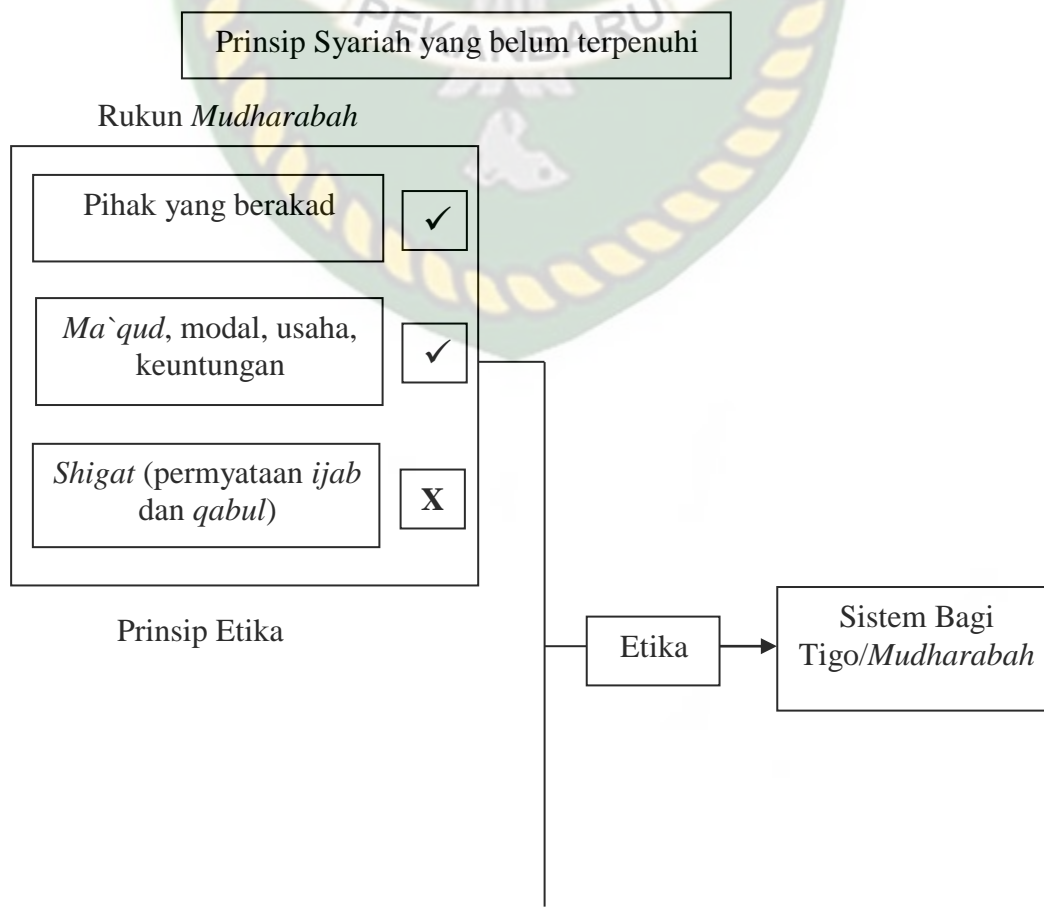 PEKANBARU
Prinsip Syariah yang belum terpenuhi
Rukun Mudharabah
Pihak yang berakad
✓
Ma`qud, modal, usaha,
keuntungan
✓
Shigat (permyataan ijab
dan qabul)
X
Prinsip Etika
Etika
Sistem Bagi
Tigo/Mudharabah